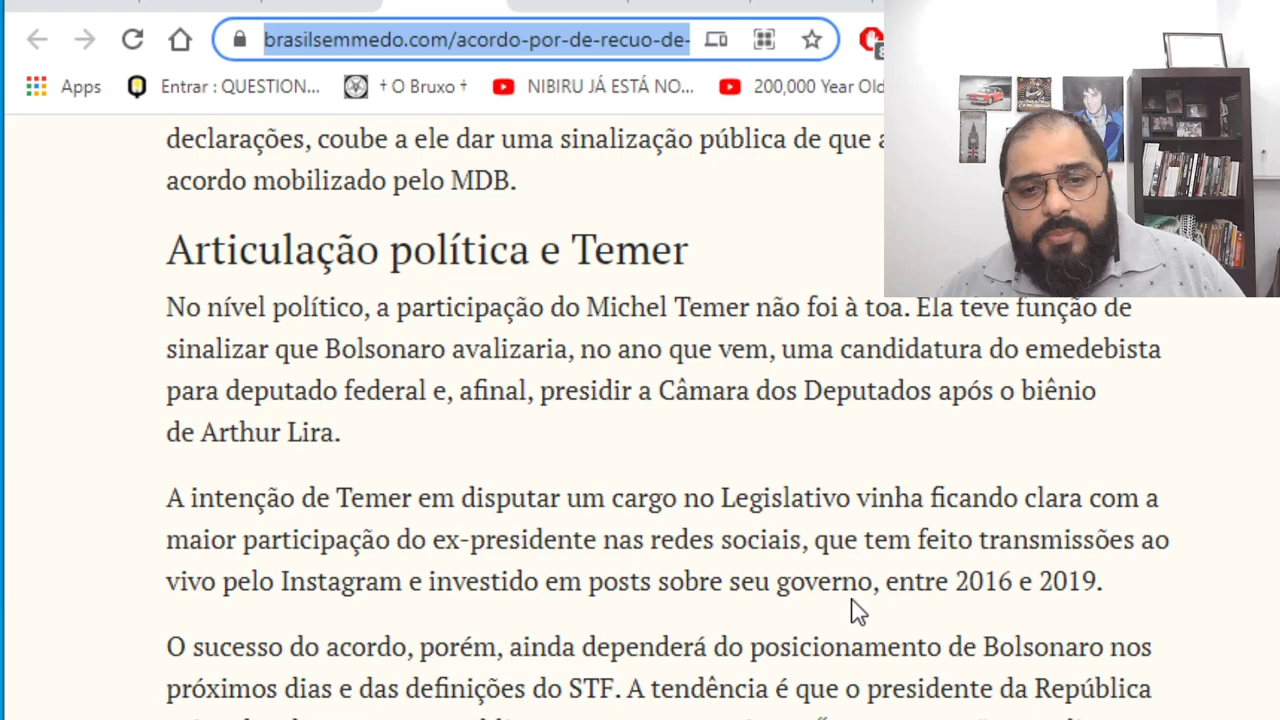 brasilsemmedo.com/acordo-por-de-recuo-de-
Apps
Entrar : QUESTION...
† O Bruxo †
NIBIRU JÁ ESTÁ NO...
200,000 Year Old
declarações, coube a ele dar uma sinalização pública de que a
acordo mobilizado pelo MDB.
Articulação política e Temer
No nível político, a participação do Michel Temer não foi à toa. Ela teve função de
sinalizar que Bolsonaro avalizaria, no ano que vem, uma candidatura do emedebista
para deputado federal e, afinal, presidir a Câmara dos Deputados após o biênio
de Arthur Lira.
A intenção de Temer em disputar um cargo no Legislativo vinha ficando clara com a
maior participação do ex-presidente nas redes sociais, que tem feito transmissões ao
vivo pelo Instagram e investido em posts sobre seu governo, entre 2016 e 2019.
O sucesso do acordo, porém, ainda dependerá do posicionamento de Bolsonaro nos
próximos dias e das definições do STF. A tendência é que o presidente da República